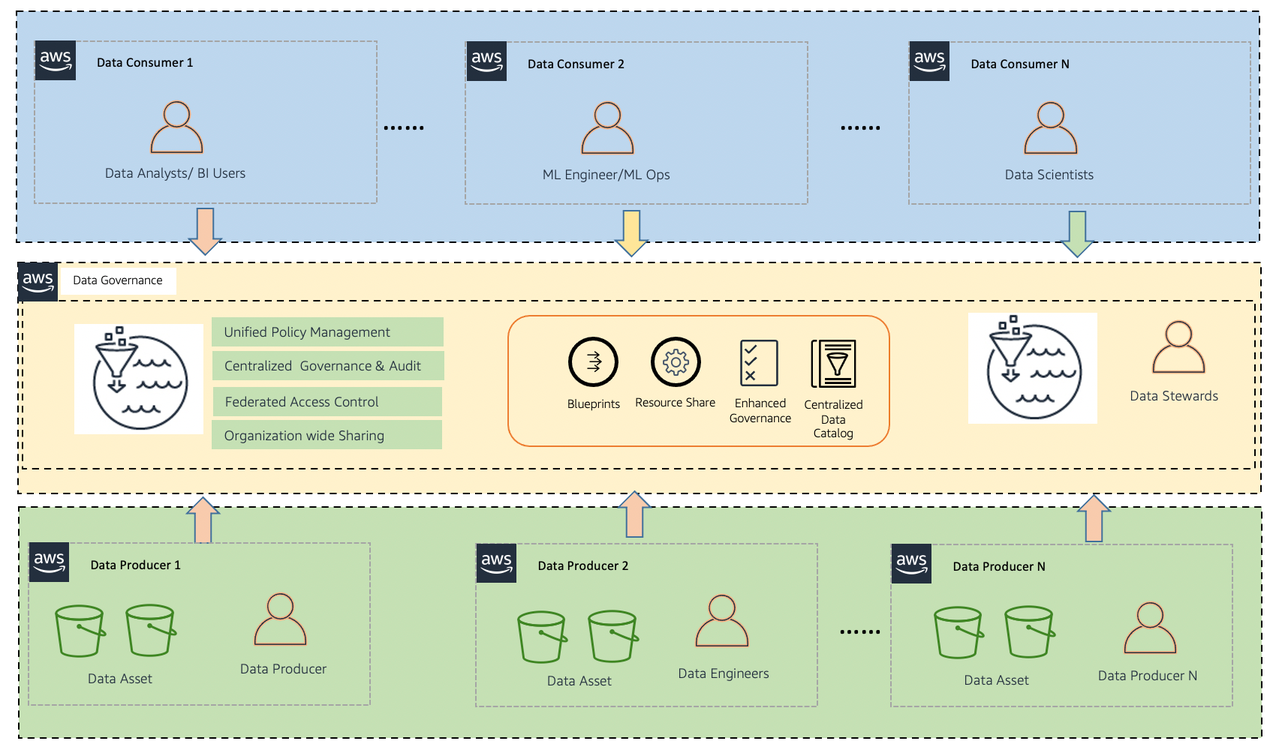 aws
Data Consumer 1
Data Analysts/ BI Users
......
aws
Data Consumer 2
ML Engineer/ML Ops
......
aws
Data Consumer N
Data Scientists
aws
Data Governance
Unified Policy Management
Centralized  Governance & Audit
Federated Access Control
Organization wide Sharing
Blueprints
Resource Share
Enhanced
Governance
Centralized
Data
Catalog
Data Stewards
aws
Data Producer 1
Data Asset
Data Producer
aws
Data Producer 2
Data Asset
Data Engineers
......
aws
Data Producer N
Data Asset
Data Producer N